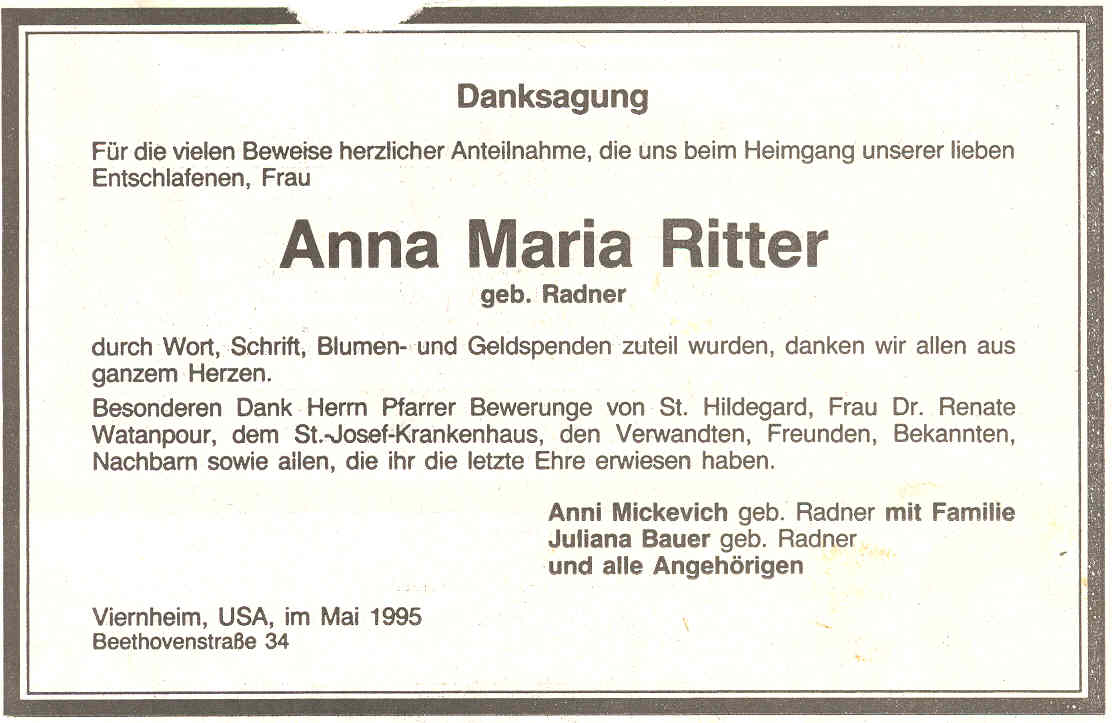 Danksagung
Für die vielen Beweise herzlicher Anteilnahme, die uns beim Heimgang unserer lieben
Entschlafenen, Frau
Anna Maria Ritter
geb. Radner
durch Wort, Schrift, Blumen- und Geldspenden zuteil wurden, danken wir allen aus
ganzem Herzen.
Besonderen Dank Herrn Pfarrer Bewerunge von St. Hildegard, Frau Dr. Renate
Watanpour, dem St.-Josef-Krankenhaus, den Verwandten, Freunden, Bekannten,
Nachbarn sowie allen, die ihr die letzte Ehre erwiesen haben.
Anni Mickevich geb. Radner mit Familie
Juliana Bauer geb. Radner
und alle Angehörigen
Viernheim, USA, im Mai 1995
Beethovenstraße 34